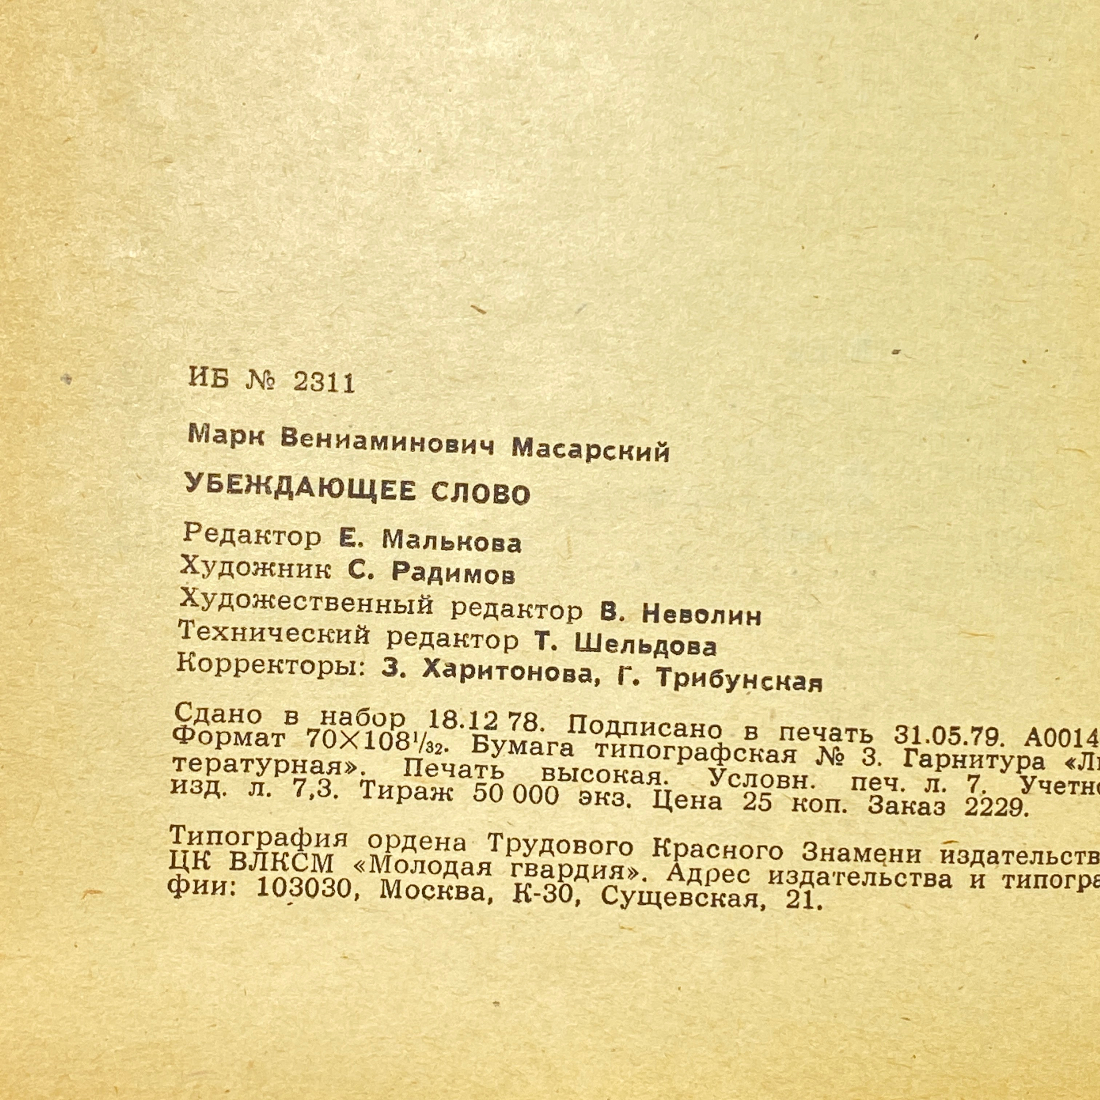 ИБ № 2311
Марк Вениаминович Масарский
УБЕЖДАЮЩЕЕ СЛОВО
Редактор Е. Малькова
Художник С. Радимов
Художественный редактор В. Неволин
Технический редактор Т. Шельдова
Корректоры: З. Харитонова, Г. Трибунская
Сдано в набор 18.12 78. Подписано в печать 31.05.79. А0014
Формат 70×108¹/₃₂. Бумага типографская № 3. Гарнитура «Ли
тературная». Печать высокая. Условн. печ. л. 7. Учетно
изд. л. 7,3. Тираж 50 000 экз. Цена 25 коп. Заказ 2229.
Типография ордена Трудового Красного Знамени издательств
ЦК ВЛКСМ «Молодая гвардия». Адрес издательства и типогра
фии: 103030, Москва, К-30, Сущевская, 21.